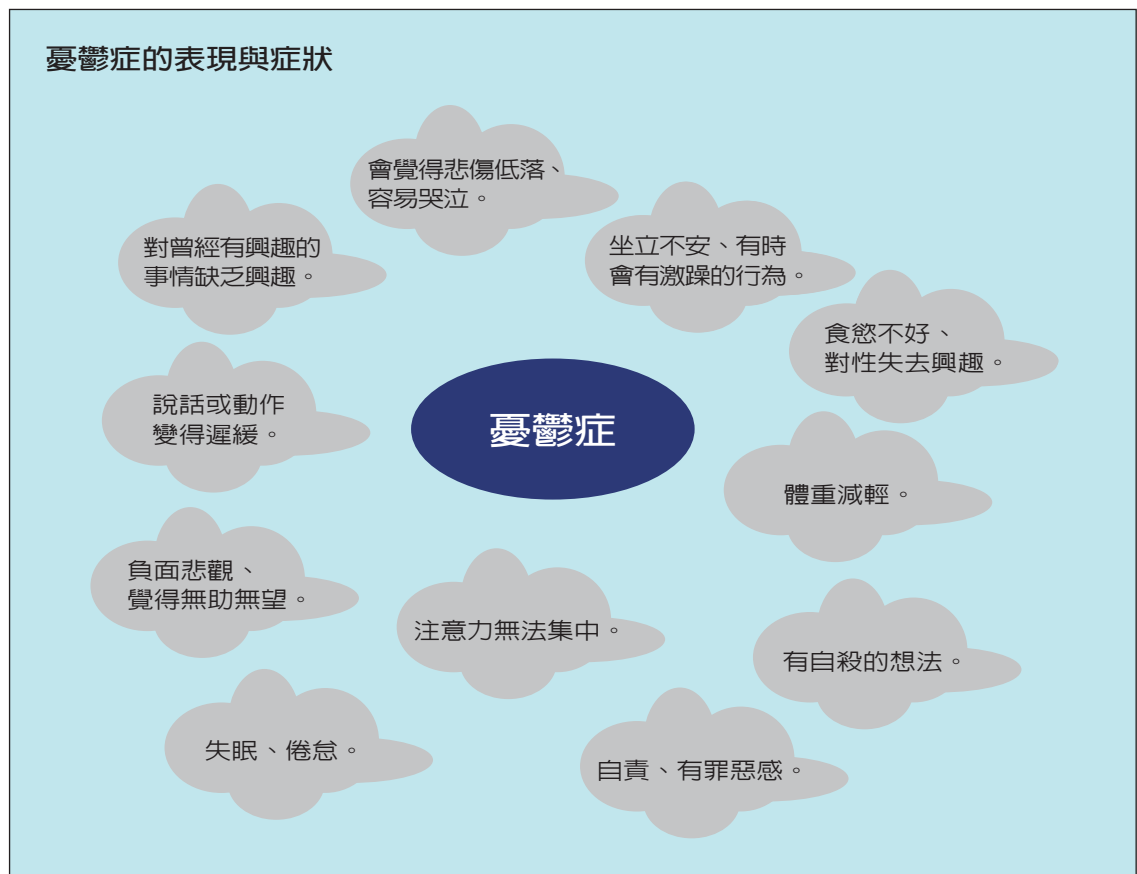 憂鬱症的表現與症狀
會覺得悲傷低落、
容易哭泣。
對曾經有興趣的
事情缺乏興趣。
坐立不安、有時
會有激躁的行為。
食慾不好、
對性失去興趣。
說話或動作
變得遲緩。
憂鬱症
體重減輕。
負面悲觀、
覺得無助無望。
注意力無法集中。
有自殺的想法。
失眠、倦怠。
自責、有罪惡感。